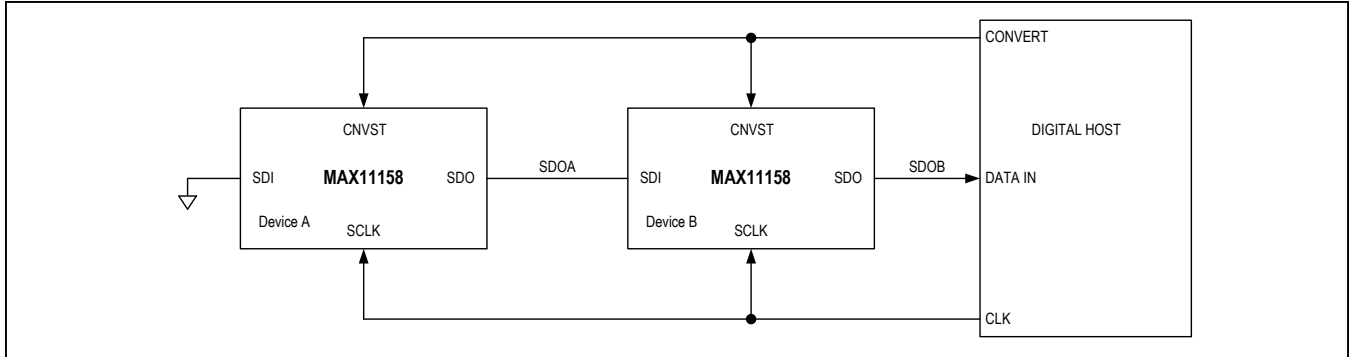 CONVERT
CNVST CNVST DIGITAL HOST
SDOA SDOB
SDI MAX11158 SDO SDI MAX11158 SDO DATA IN
Device A Device B
SCLK SCLK
CLK